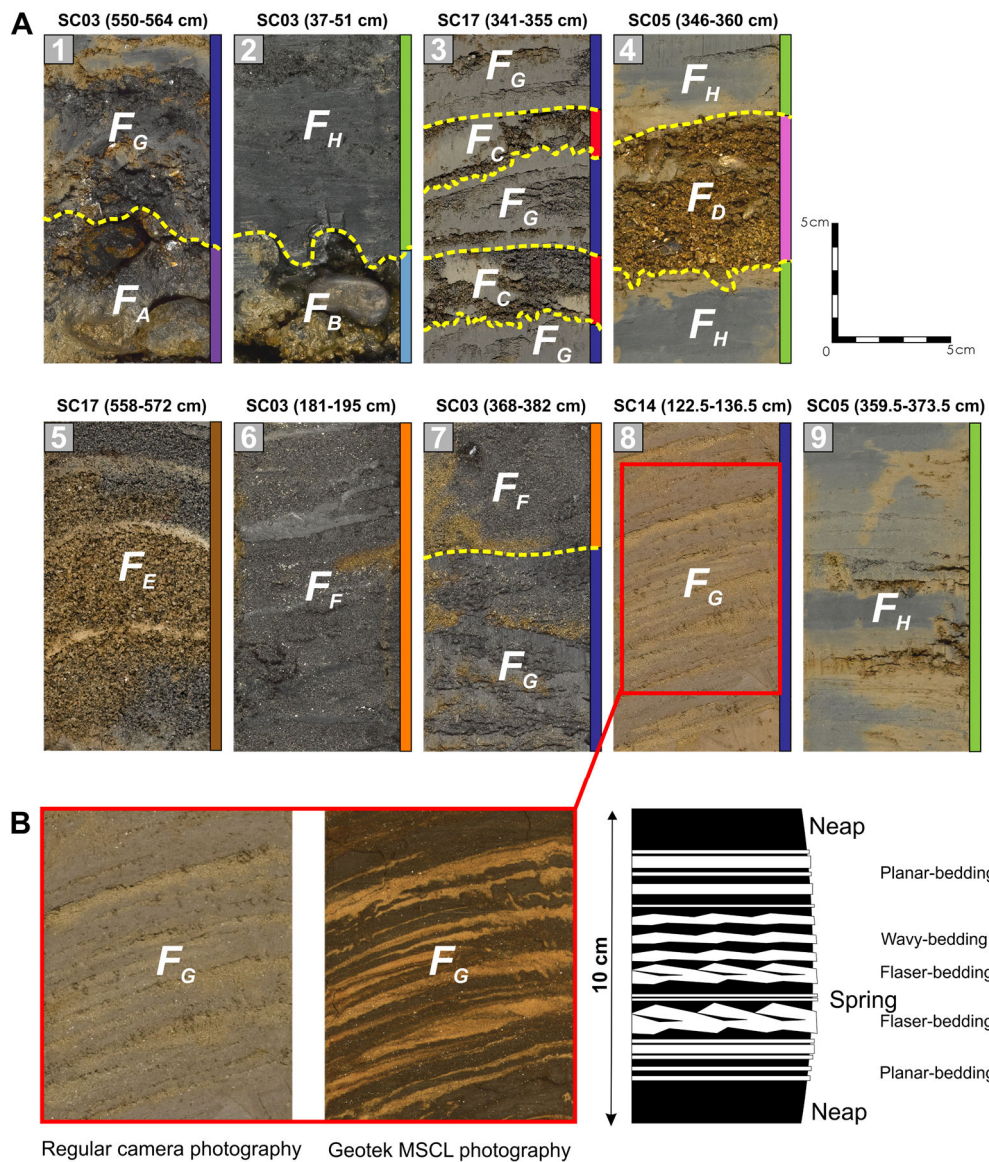 A
SC03 (550-564 cm)
SC03 (37-51 cm)
SC17 (341-355 cm)
SC05 (346-360 cm)
1
2
3
4
FG
FA
FH
FB
FG
FC
FG
FC
FG
FH
FD
FH
5cm
0
5cm
SC17 (558-572 cm)
SC03 (181-195 cm)
SC03 (368-382 cm)
SC14 (122.5-136.5 cm)
SC05 (359.5-373.5 cm)
5
6
7
8
9
FE
FF
FF
FG
FG
FH
B
FG
FG
Regular camera photography
Geotek MSCL photography
10 cm
Neap
Planar-bedding
Wavy-bedding
Flaser-bedding
Spring
Flaser-bedding
Planar-bedding
Neap